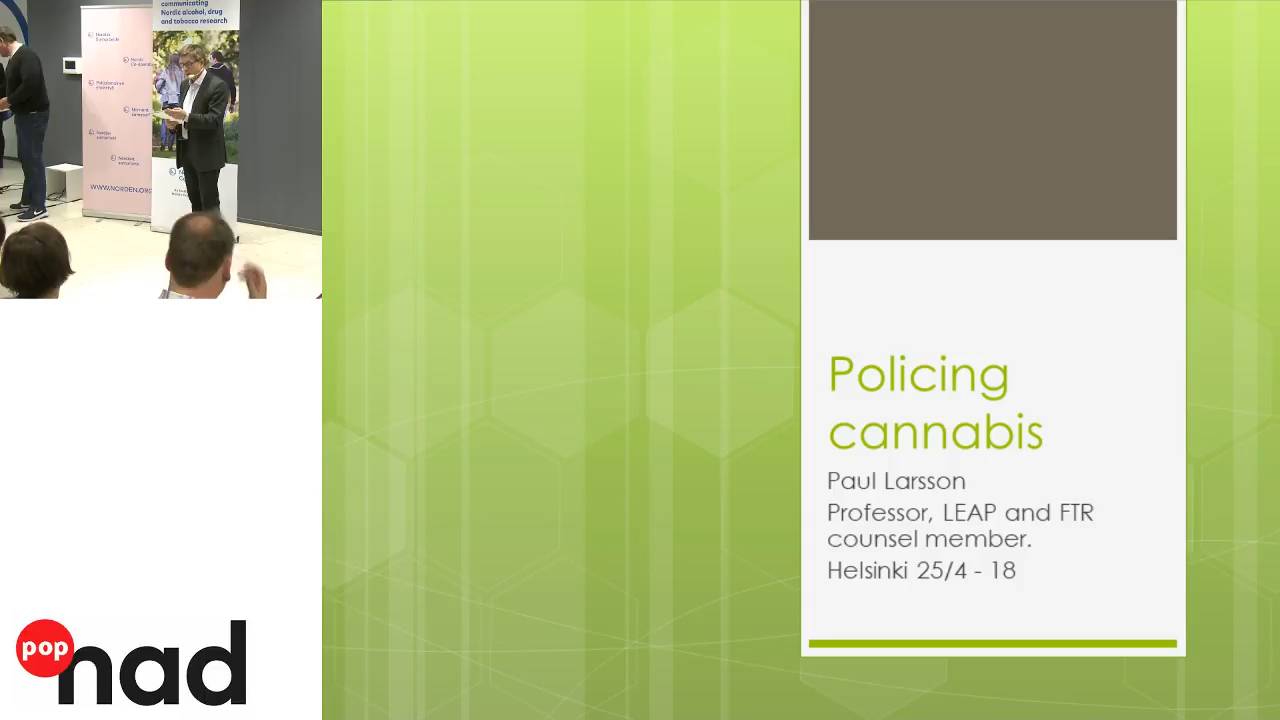 communicating
Nordic alcohol, drug
and tobacco research
WWW.NORDEN.ORG
Policing
cannabis
Paul Larsson
Professor, LEAP and FTR
counsel member.
Helsinki 25/4 - 18
pop
nad